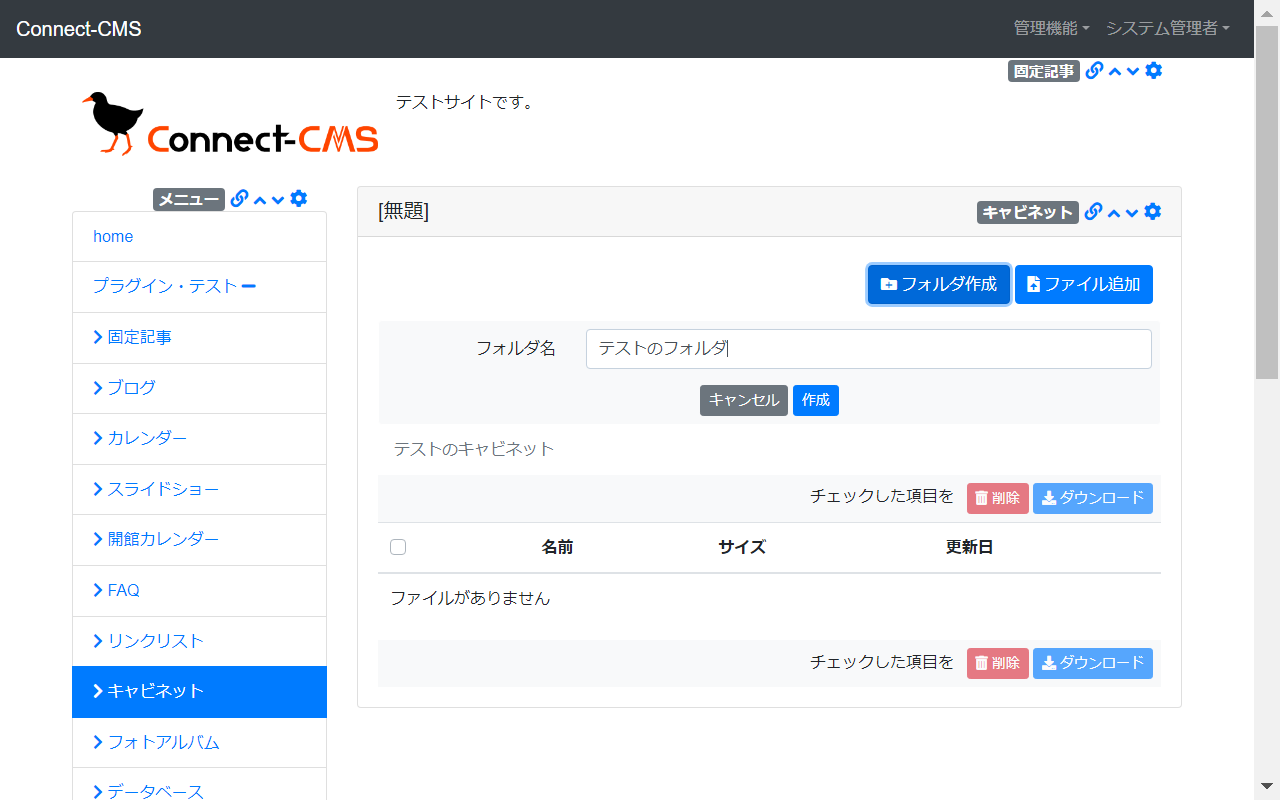 Connect-CMS
管理機能 システム管理者
固定記事
テストサイトです。
Connect-CMS
メニュー
home
プラグイン・テスト
固定記事
ブログ
カレンダー
スライドショー
開館カレンダー
FAQ
リンクリスト
キャビネット
フォトアルバム
データベース
[無題]
キャビネット
フォルダ作成 ファイル追加
フォルダ名 テストのフォルダ
キャンセル 作成
テストのキャビネット
チェックした項目を 削除 ダウンロード
名前 サイズ 更新日
ファイルがありません
チェックした項目を 削除 ダウンロード